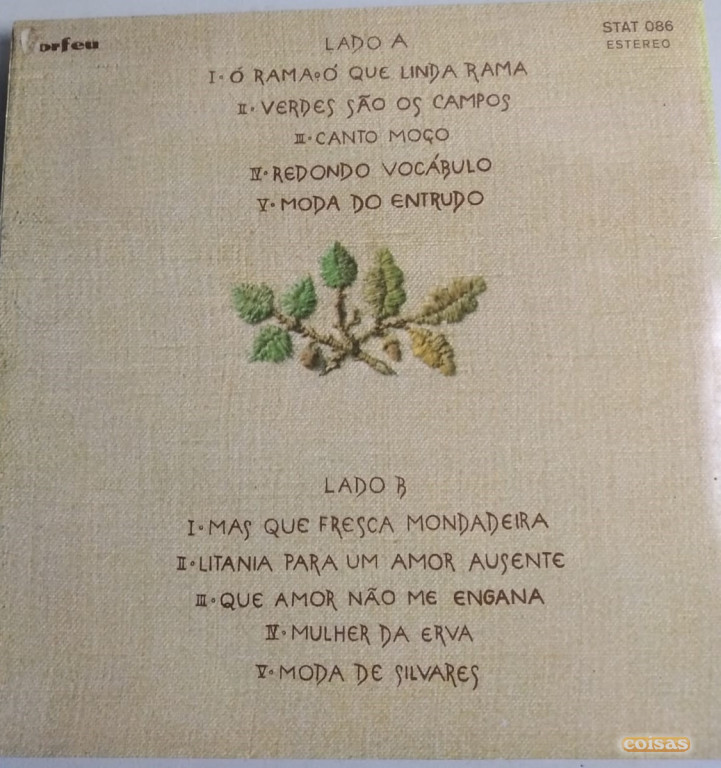 orfeu
STAT 086
ESTÉREO
LADO A
I • Ó RAMA, Ó QUE LINDA RAMA
II • VERDES SÃO OS CAMPOS
III • CANTO MOÇO
IV • REDONDO VOCÁBULO
V • MODA DO ENTRUDO
LADO B
I • MAS QUE FRESCA MONDADEIRA
II • LITANIA PARA UM AMOR AUSENTE
III • QUE AMOR NÃO ME ENGANA
IV • MULHER DA ERVA
V • MODA DE SILVARES
coisas